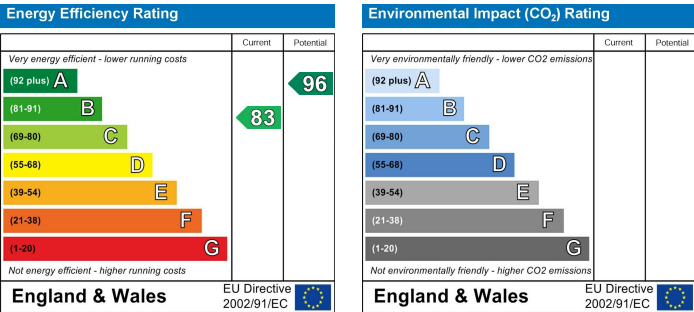 Energy Efficiency Rating
Current Potential
Very energy efficient - lower running costs
(92 plus) A
(81-91) B
(69-80) C
(55-68) D
(39-54) E
(21-38) F
(1-20) G
83
96
Not energy efficient - higher running costs
England & Wales
EU Directive
2002/91/EC
Environmental Impact (CO₂) Rating
Current Potential
Very environmentally friendly - lower CO2 emissions
(92 plus) A
(81-91) B
(69-80) C
(55-68) D
(39-54) E
(21-38) F
(1-20) G
Not environmentally friendly - higher CO2 emissions
England & Wales
EU Directive
2002/91/EC